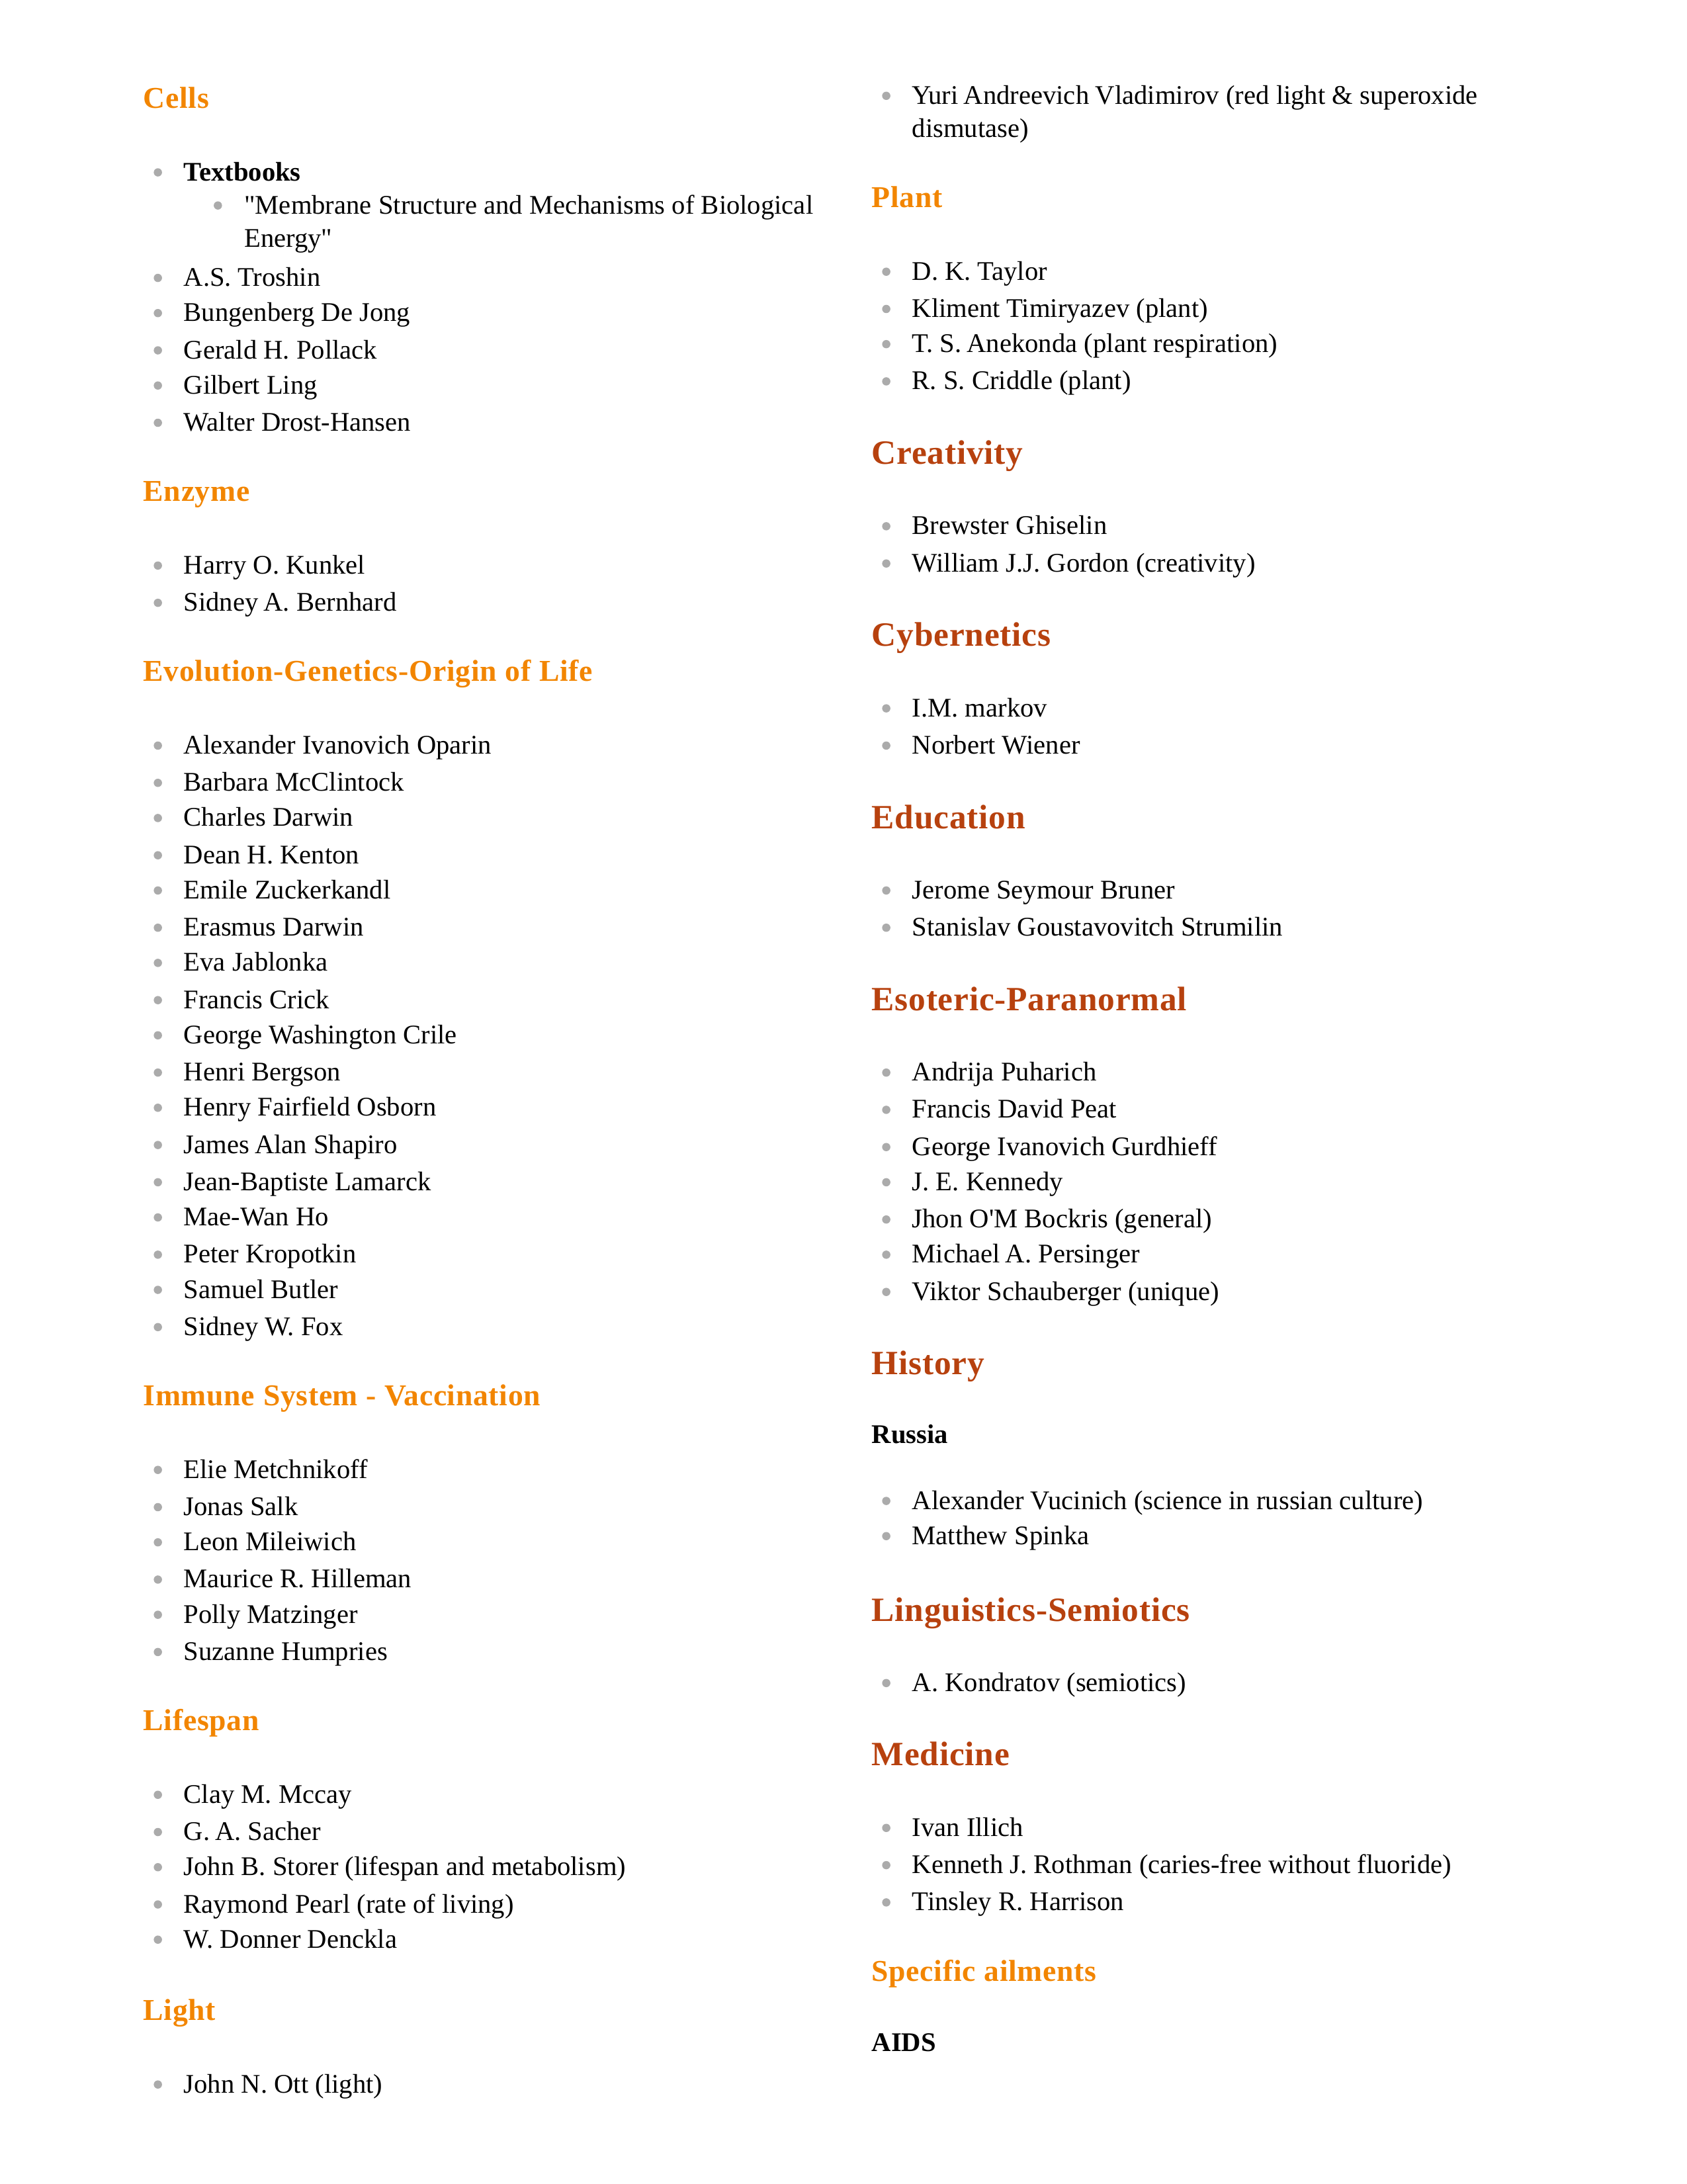 Cells
Textbooks
"Membrane Structure and Mechanisms of Biological
Energy"
A.S. Troshin
Bungenberg De Jong
Gerald H. Pollack
Gilbert Ling
Walter Drost-Hansen
Enzyme
Harry O. Kunkel
Sidney A. Bernhard
Evolution-Genetics-Origin of Life
Alexander Ivanovich Oparin
Barbara McClintock
Charles Darwin
Dean H. Kenton
Emile Zuckerkandl
Erasmus Darwin
Eva Jablonka
Francis Crick
George Washington Crile
Henri Bergson
Henry Fairfield Osborn
James Alan Shapiro
Jean-Baptiste Lamarck
Mae-Wan Ho
Peter Kropotkin
Samuel Butler
Sidney W. Fox
Immune System - Vaccination
Elie Metchnikoff
Jonas Salk
Leon Mileiwich
Maurice R. Hilleman
Polly Matzinger
Suzanne Humpries
Lifespan
Clay M. Mccay
G. A. Sacher
John B. Storer (lifespan and metabolism)
Raymond Pearl (rate of living)
W. Donner Denckla
Light
John N. Ott (light)
Yuri Andreevich Vladimirov (red light & superoxide
dismutase)
Plant
D. K. Taylor
Kliment Timiryazev (plant)
T. S. Anekonda (plant respiration)
R. S. Criddle (plant)
Creativity
Brewster Ghiselin
William J.J. Gordon (creativity)
Cybernetics
I.M. markov
Norbert Wiener
Education
Jerome Seymour Bruner
Stanislav Goustavovitch Strumilin
Esoteric-Paranormal
Andrija Puharich
Francis David Peat
George Ivanovich Gurdhieff
J. E. Kennedy
Jhon O'M Bockris (general)
Michael A. Persinger
Viktor Schauberger (unique)
History
Russia
Alexander Vucinich (science in russian culture)
Matthew Spinka
Linguistics-Semiotics
A. Kondratov (semiotics)
Medicine
Ivan Illich
Kenneth J. Rothman (caries-free without fluoride)
Tinsley R. Harrison
Specific ailments
AIDS